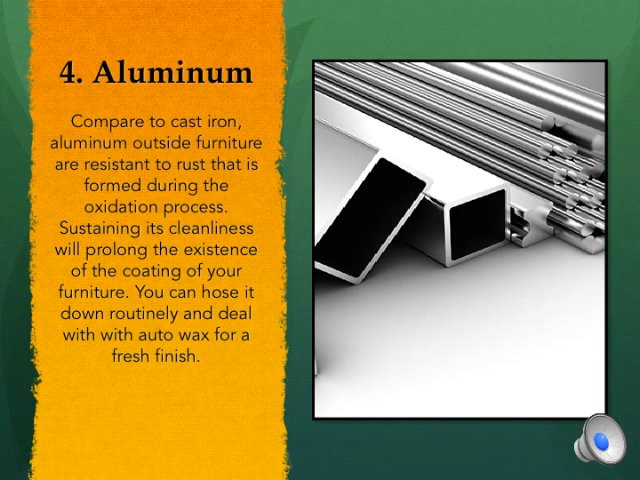 4. Aluminum
Compare to cast iron,
aluminum outside furniture
are resistant to rust that is
formed during the
oxidation process.
Sustaining its cleanliness
will prolong the existence
of the coating of your
furniture. You can hose it
down routinely and deal
with with auto wax for a
fresh finish.